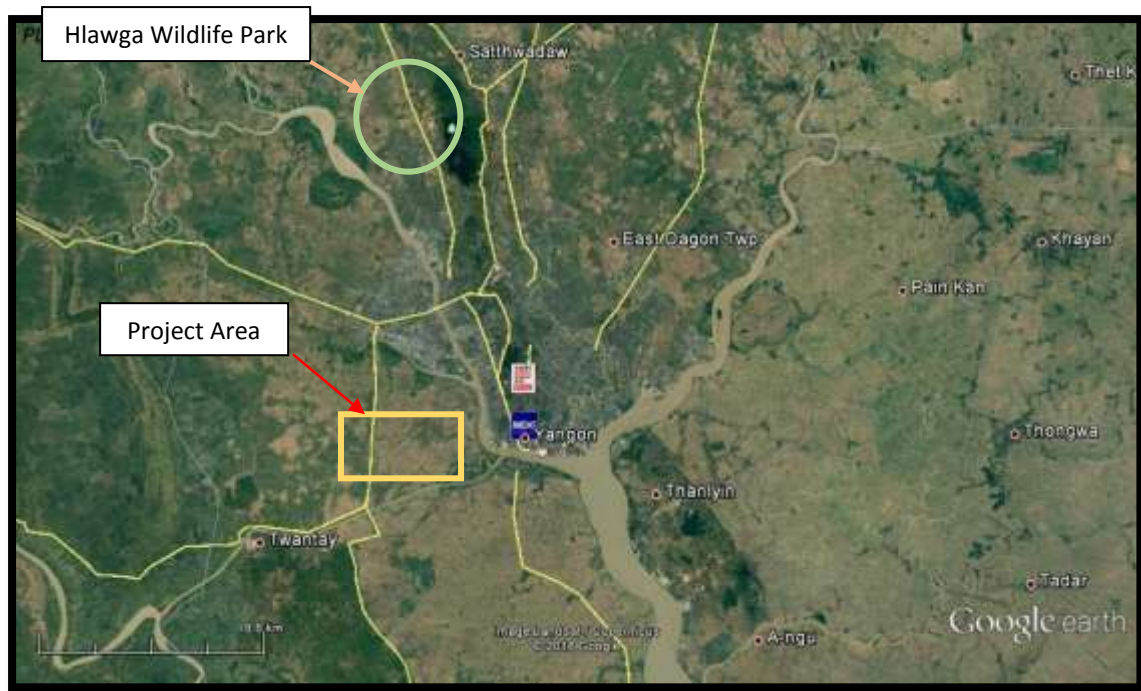 Hlawga Wildlife Park
Satthwadaw
East Dagon Twp
Khayan
Pain Kan
Project Area
Yangon
Thongwa
Thanlyin
Twantay
Tadar
Google earth
A-ngu